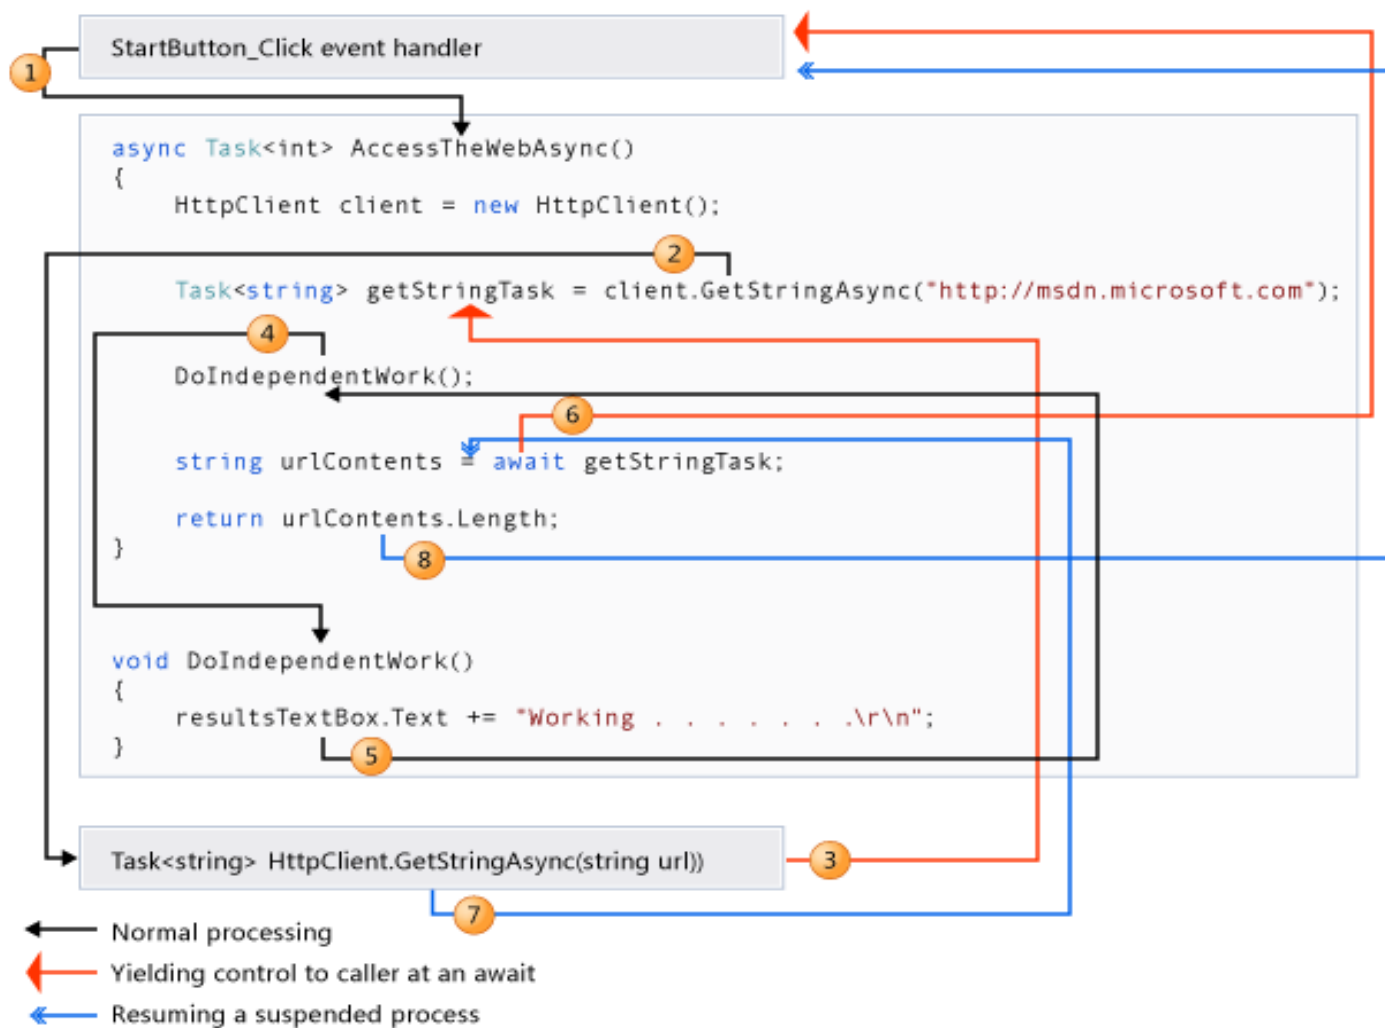 StartButton_Click event handler
1
async Task<int> AccessTheWebAsync()
{
HttpClient client = new HttpClient();
2
Task<string> getStringTask = client.GetStringAsync("http://msdn.microsoft.com");
4
DoIndependentWork();
6
string urlContents = await getStringTask;
return urlContents.Length;
}
8
void DoIndependentWork()
{
resultsTextBox.Text += "Working . . . . . . .\r\n";
}
5
Task<string> HttpClient.GetStringAsync(string url))
3
7
Normal processing
Yielding control to caller at an await
Resuming a suspended process